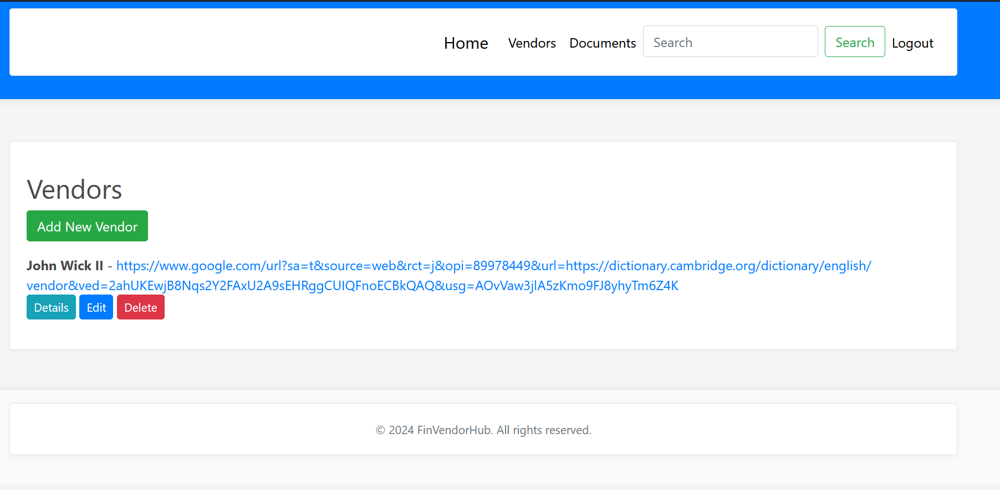 Home Vendors Documents Search Search Logout
Vendors
Add New Vendor
John Wick II - https://www.google.com/url?sa=t&source=web&rct=j&opi=89978449&url=https://dictionary.cambridge.org/dictionary/english/
vendor&ved=2ahUKEwjB8Nqs2Y2FAxU2A9sEHRggCUIQFnoECBkQAQ&usg=AOvVaw3jlA5zKmo9FJ8yhyTm6Z4K
Details Edit Delete
© 2024 FinVendorHub. All rights reserved.